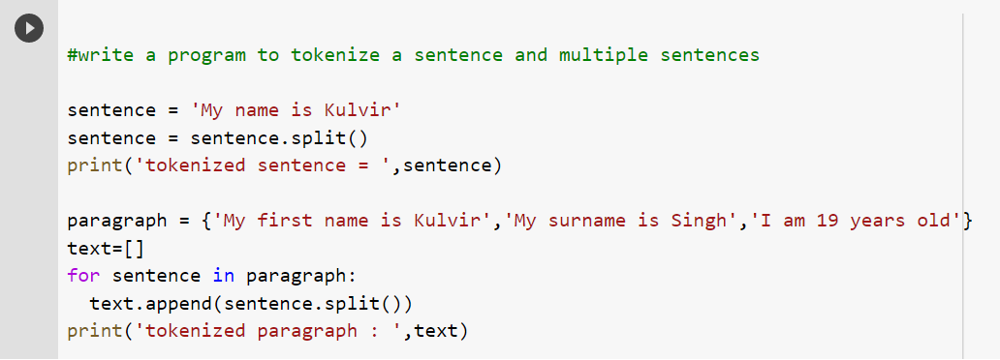 #write a program to tokenize a sentence and multiple sentences
sentence = 'My name is Kulvir'
sentence = sentence.split()
print('tokenized sentence = ',sentence)
paragraph = {'My first name is Kulvir','My surname is Singh','I am 19 years old'}
text=[]
for sentence in paragraph:
  text.append(sentence.split())
print('tokenized paragraph : ',text)